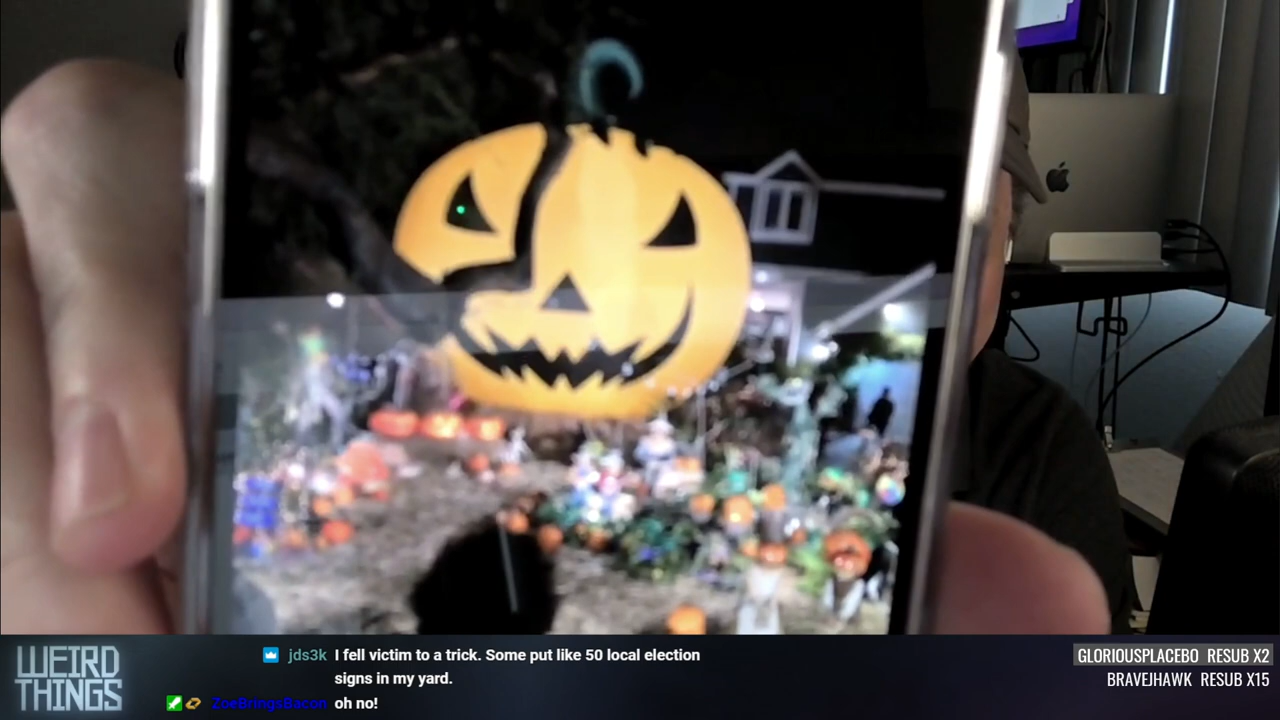 WEIRD
THINGS
jds3k I fell victim to a trick. Some put like 50 local election
signs in my yard.
ZoeBringsBacon oh no!
GLORIOUSPLACEBO RESUB X2
BRAVEJHAWK RESUB X15